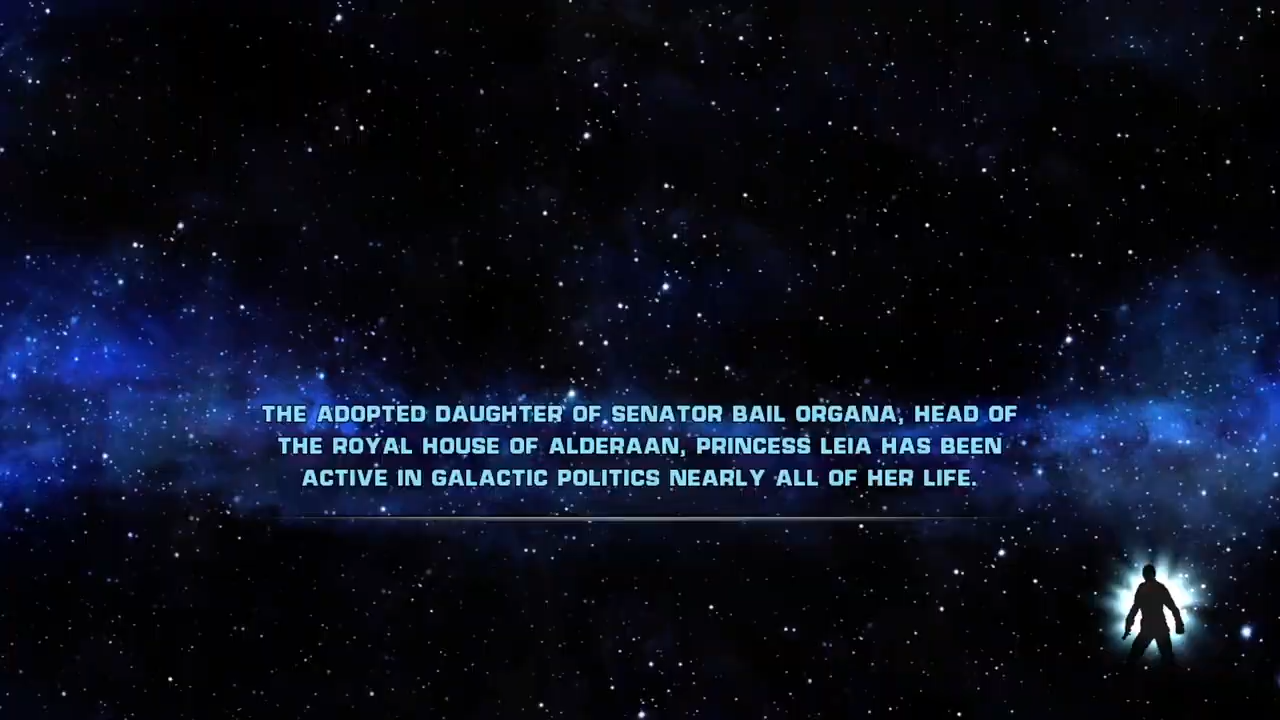 THE ADOPTED DAUGHTER OF SENATOR BAIL ORGANA, HEAD OF
THE ROYAL HOUSE OF ALDERAAN, PRINCESS LEIA HAS BEEN
ACTIVE IN GALACTIC POLITICS NEARLY ALL OF HER LIFE.